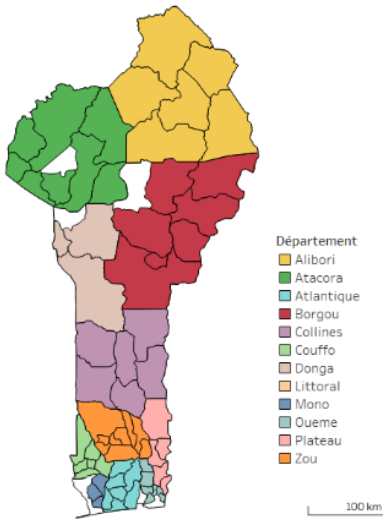 Département
Alibori
Atacora
Atlantique
Borgou
Collines
Couffo
Donga
Littoral
Mono
Oueme
Plateau
Zou
100 km